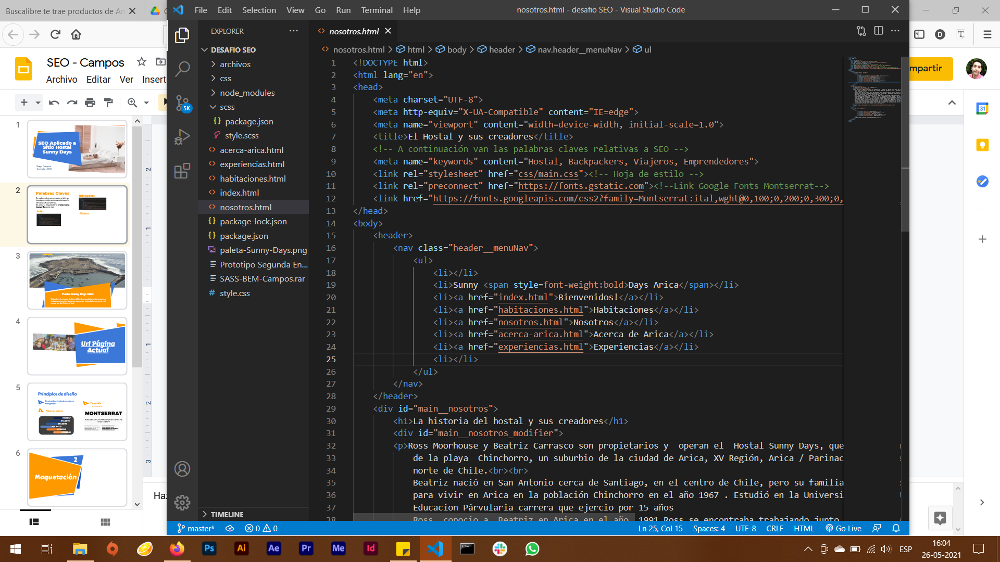 Buscalibre te trae productos de Am
SEO - Campos
Archivo Editar Ver Insert
mpartir
1
SEO Aplicado a
Sitio Hostal
Sunny Days
2
Palabras Claves
Habitaciones
Index
3
Hostal Sunny Days Arica
4
Url Página
Actual
5
Principios de diseño
Tipografía
Paleta de colores
MONTSERRAT
6
2
Maquetación
File Edit Selection View Go Run Terminal Help
nosotros.html - desafio SEO - Visual Studio Code
EXPLORER
DESAFIO SEO
archivos
css
node_modules
scss
package.json
style.scss
acerca-arica.html
experiencias.html
habitaciones.html
index.html
nosotros.html
package-lock.json
package.json
paleta-Sunny-Days.png
Prototipo Segunda En...
SASS-BEM-Campos.rar
style.css
TIMELINE
5K
nosotros.html
nosotros.html > html > body > header > nav.header__menuNav > ul
1 <!DOCTYPE html>
2 <html lang="en">
3 <head>
4 <meta charset="UTF-8">
5 <meta http-equiv="X-UA-Compatible" content="IE=edge">
6 <meta name="viewport" content="width=device-width, initial-scale=1.0">
7 <title>El Hostal y sus creadores</title>
8 <!-- A continuación van las palabras claves relativas a SEO -->
9 <meta name="keywords" content="Hostal, Backpackers, Viajeros, Emprendedores">
10 <link rel="stylesheet" href="css/main.css"><!-- Hoja de estilo -->
11 <link rel="preconnect" href="https://fonts.gstatic.com"><!--Link Google Fonts Montserrat-->
12 <link href="https://fonts.googleapis.com/css2?family=Montserrat:ital,wght@0,100;0,200;0,300;0,
13 </head>
14 <body>
15 <header>
16 <nav class="header__menuNav">
17 <ul>
18 <li></li>
19 <li>Sunny <span style=font-weight:bold>Days Arica</span></li>
20 <li><a href="index.html">Bienvenidos!</a></li>
21 <li><a href="habitaciones.html">Habitaciones</a></li>
22 <li><a href="nosotros.html">Nosotros</a></li>
23 <li><a href="acerca-arica.html">Acerca de Arica</a></li>
24 <li><a href="experiencias.html">Experiencias</a></li>
25 <li></li>
26 </ul>
27 </nav>
28 </header>
29 <div id="main__nosotros">
30 <h1>La historia del hostal y sus creadores</h1>
31 <div id="main__nosotros_modifier">
32 <p>Ross Moorhouse y Beatriz Carrasco son propietarios y operan el Hostal Sunny Days, que
33 de la playa Chinchorro, un suburbio de la ciudad de Arica, XV Región, Arica / Parinac
34 norte de Chile.<br><br>
35 Beatriz nació en San Antonio cerca de Santiago, en el centro de Chile, pero su familia
36 para vivir en Arica en la población Chinchorro en el año 1967 . Estudió en la Universi
37 Educacion Párvularia carrera que ejercio por 15 años
38 Ross conocio a Beatriz en Arica en el año 1991 Ross se encontraba trabajando junto
Haz
master* 0 0
Ln 25, Col 15 Spaces: 4 UTF-8 CRLF HTML Go Live
Ps Ai Ae Pr Me Id
ESP
16:04
26-05-2021
31
D
T